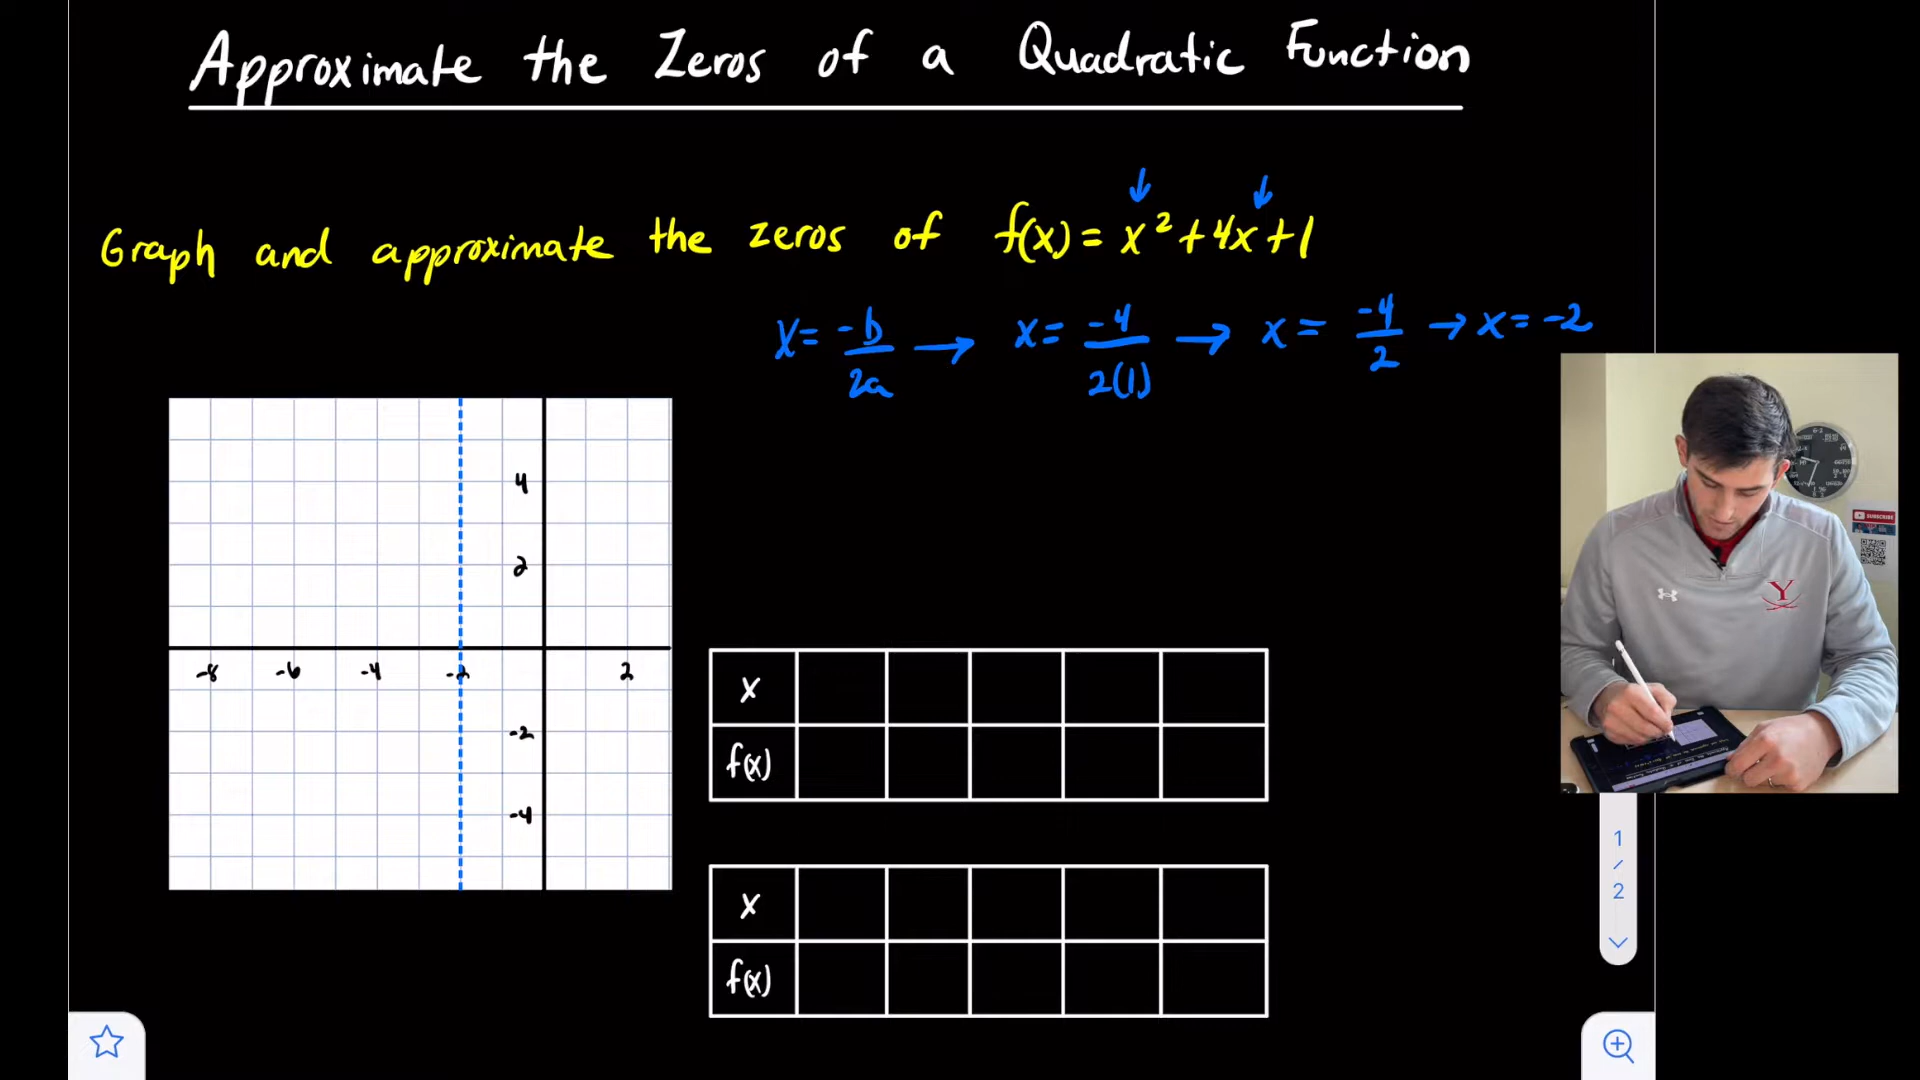 Approximate the Zeros of a Quadratic Function
Graph and approximate the zeros of f(x) = x² + 4x + 1
x = -b/2a → x = -4/2(1) → x = -4/2 → x = -2
4
2
-8 -6 -4 -2 2
-2
-4
x
f(x)
x
f(x)
SUBSCRIBE
Y
1
/
2